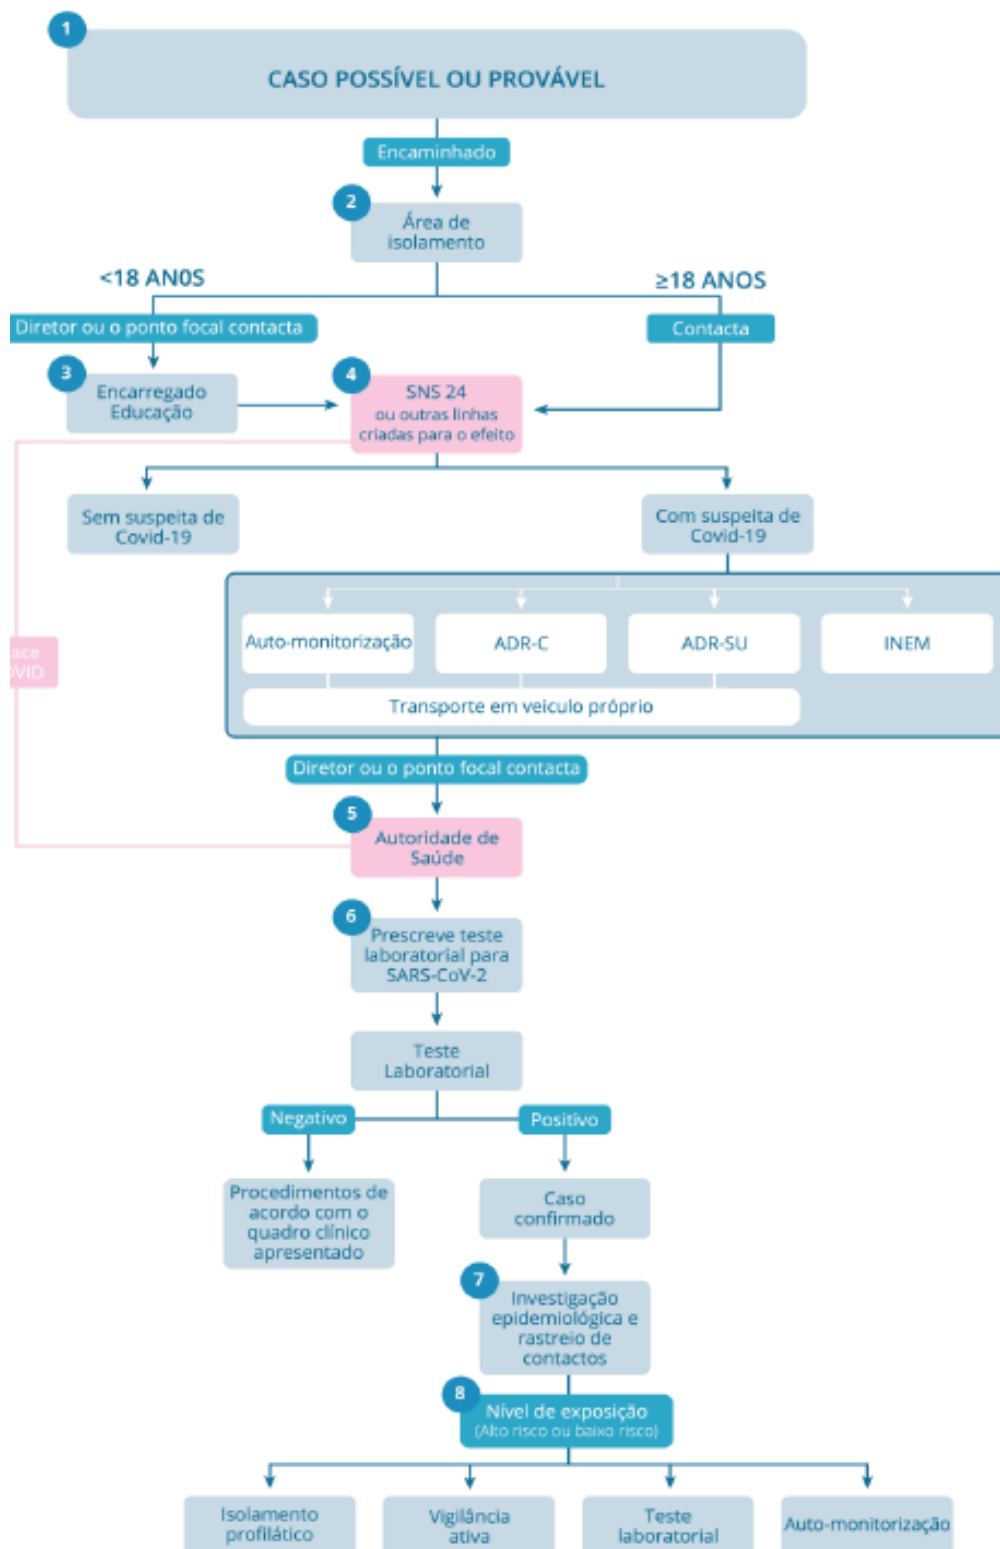 1
CASO POSSÍVEL OU PROVÁVEL
Encaminhado
2
Área de
isolamento
<18 AN0S
≥18 ANOS
Diretor ou o ponto focal contacta
Contacta
3
Encarregado
Educação
4
SNS 24
ou outras linhas
criadas para o efeito
Sem suspeita de
Covid-19
Com suspeita de
Covid-19
Auto-monitorização
ADR-C
ADR-SU
INEM
Transporte em veiculo próprio
Diretor ou o ponto focal contacta
5
Autoridade de
Saúde
6
Prescreve teste
laboratorial para
SARS-CoV-2
Teste
Laboratorial
Negativo
Positivo
Procedimentos de
acordo com o
quadro clínico
apresentado
Caso
confirmado
7
Investigação
epidemiológica e
rastreio de
contactos
8
Nível de exposição
(Alto risco ou baixo risco)
Isolamento
profilático
Vigilância
ativa
Teste
laboratorial
Auto-monitorização